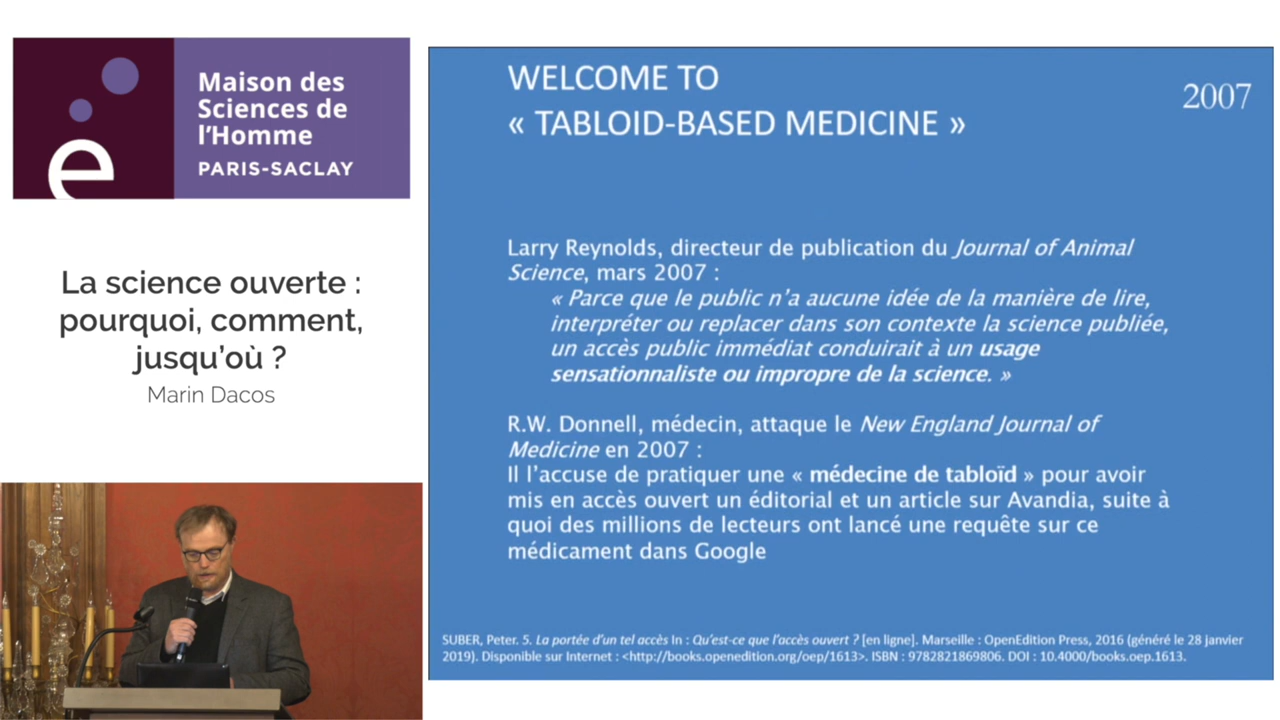 Maison des
Sciences de
l'Homme
PARIS-SACLAY
La science ouverte :
pourquoi, comment,
jusqu'où ?
Marin Dacos
WELCOME TO
« TABLOID-BASED MEDICINE »
2007
Larry Reynolds, directeur de publication du Journal of Animal
Science, mars 2007 :
« Parce que le public n'a aucune idée de la manière de lire,
interpréter ou replacer dans son contexte la science publiée,
un accès public immédiat conduirait à un usage
sensationnaliste ou impropre de la science. »
R.W. Donnell, médecin, attaque le New England Journal of
Medicine en 2007 :
Il l'accuse de pratiquer une « médecine de tabloïd » pour avoir
mis en accès ouvert un éditorial et un article sur Avandia, suite à
quoi des millions de lecteurs ont lancé une requête sur ce
médicament dans Google
SUBER, Peter. 5. La portée d'un tel accès In : Qu'est-ce que l'accès ouvert ? [en ligne]. Marseille : OpenEdition Press, 2016 (généré le 28 janvier
2019). Disponible sur Internet : <http://books.openedition.org/oep/1613>. ISBN : 9782821869806. DOI : 10.4000/books.oep.1613.